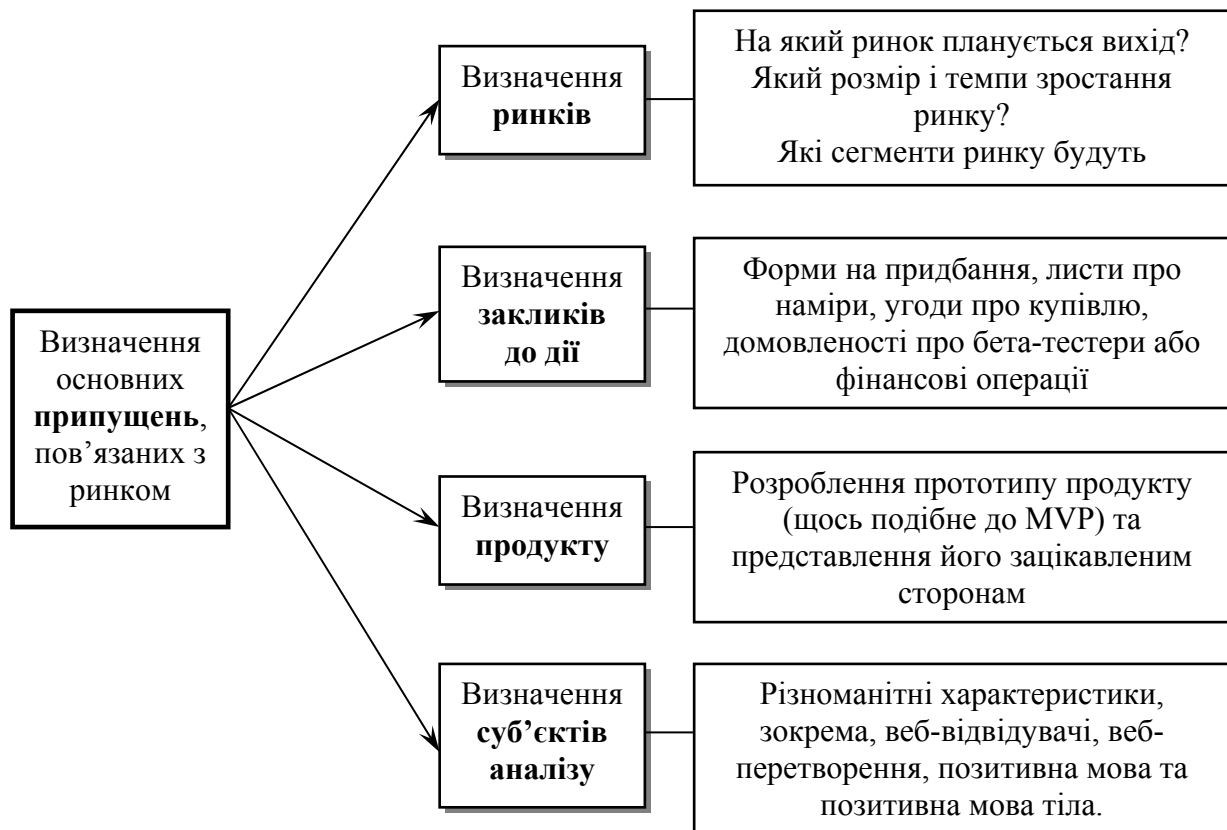 Визначення
основних
припущень,
пов’язаних з
ринком
Визначення
ринків
На який ринок планується вихід?
Який розмір і темпи зростання
ринку?
Які сегменти ринку будуть
Визначення
закликів
до дії
Форми на придбання, листи про
наміри, угоди про купівлю,
домовленості про бета-тестери або
фінансові операції
Визначення
продукту
Розроблення прототипу продукту
(щось подібне до MVP) та
представлення його зацікавленим
сторонам
Визначення
суб’єктів
аналізу
Різноманітні характеристики,
зокрема, веб-відвідувачі, веб-
перетворення, позитивна мова та
позитивна мова тіла.